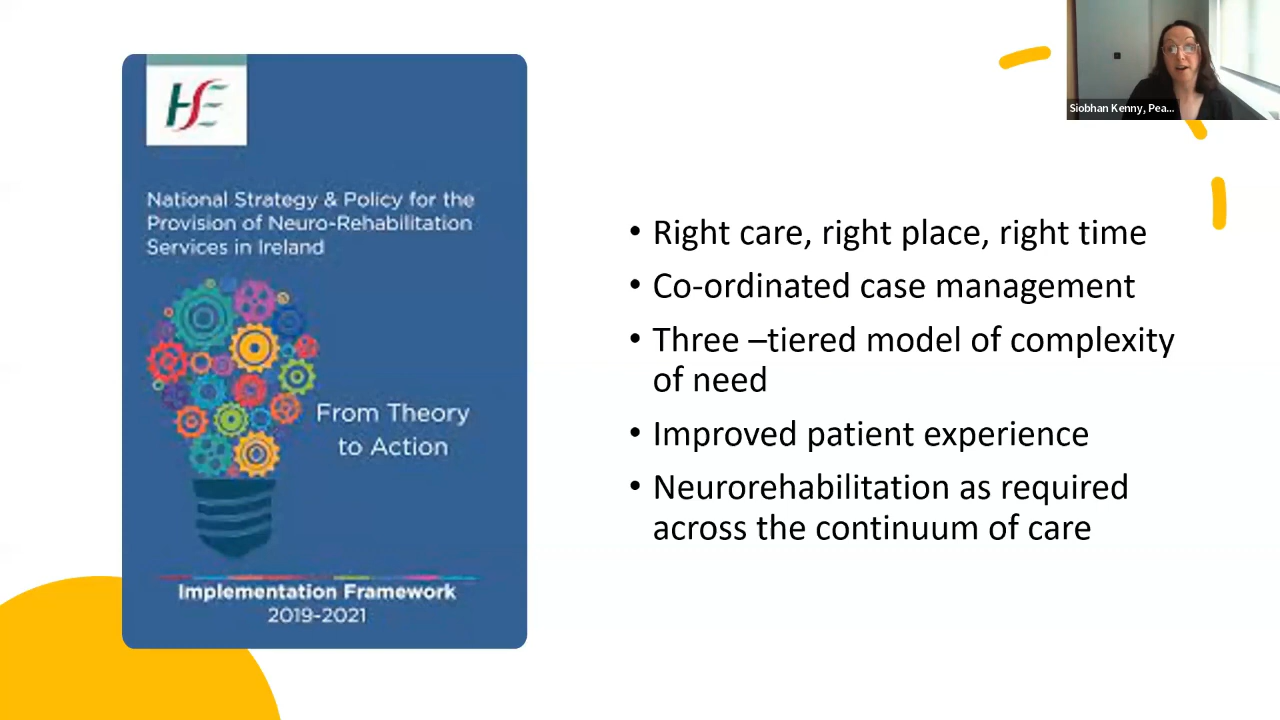 HSE
National Strategy & Policy for the
Provision of Neuro-Rehabilitation
Services in Ireland
From Theory
to Action
Implementation Framework
2019-2021
Siobhan Kenny, Pea...
• Right care, right place, right time
• Co-ordinated case management
• Three –tiered model of complexity
of need
• Improved patient experience
• Neurorehabilitation as required
across the continuum of care